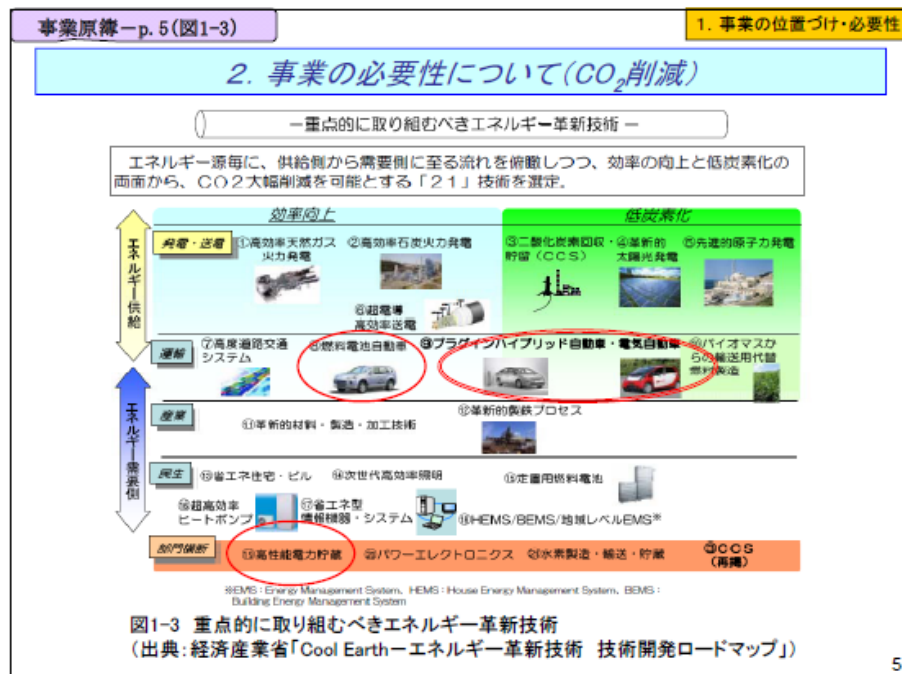 事業原簿－p.5(図1-3)
1. 事業の位置づけ・必要性
2. 事業の必要性について(CO2削減)
－重点的に取り組むべきエネルギー革新技術－
エネルギー源毎に、供給側から需要側に至る流れを俯瞰しつつ、効率の向上と低炭素化の
両面から、CO2大幅削減を可能とする「21」技術を選定。
効率向上
低炭素化
エネルギー供給
発電・送電
①高効率天然ガス
火力発電
②高効率石炭火力発電
③二酸化炭素回収・
貯留(CCS)
④革新的
太陽光発電
⑤先進的原子力発電
⑥超電導
高効率送電
運輸
⑦高度道路交通
システム
⑧燃料電池自動車
⑨プラグインハイブリッド自動車・電気自動車
⑩バイオマスか
らの輸送用代替
燃料製造
エネルギー需要側
産業
⑪革新的材料・製造・加工技術
⑫革新的製鉄プロセス
民生
⑬省エネ住宅・ビル
⑭次世代高効率照明
⑮定置用燃料電池
⑯超高効率
ヒートポンプ
⑰省エネ型
情報機器・システム
⑱HEMS/BEMS/地域レベルEMS※
部門横断
⑲高性能電力貯蔵
⑳パワーエレクトロニクス
㉑水素製造・輸送・貯蔵
③CCS
(再掲)
※EMS：Energy Management System、HEMS：House Energy Management System、BEMS：
Building Energy Management System
図1-3 重点的に取り組むべきエネルギー革新技術
(出典：経済産業省「Cool Earth－エネルギー革新技術 技術開発ロードマップ」)
5